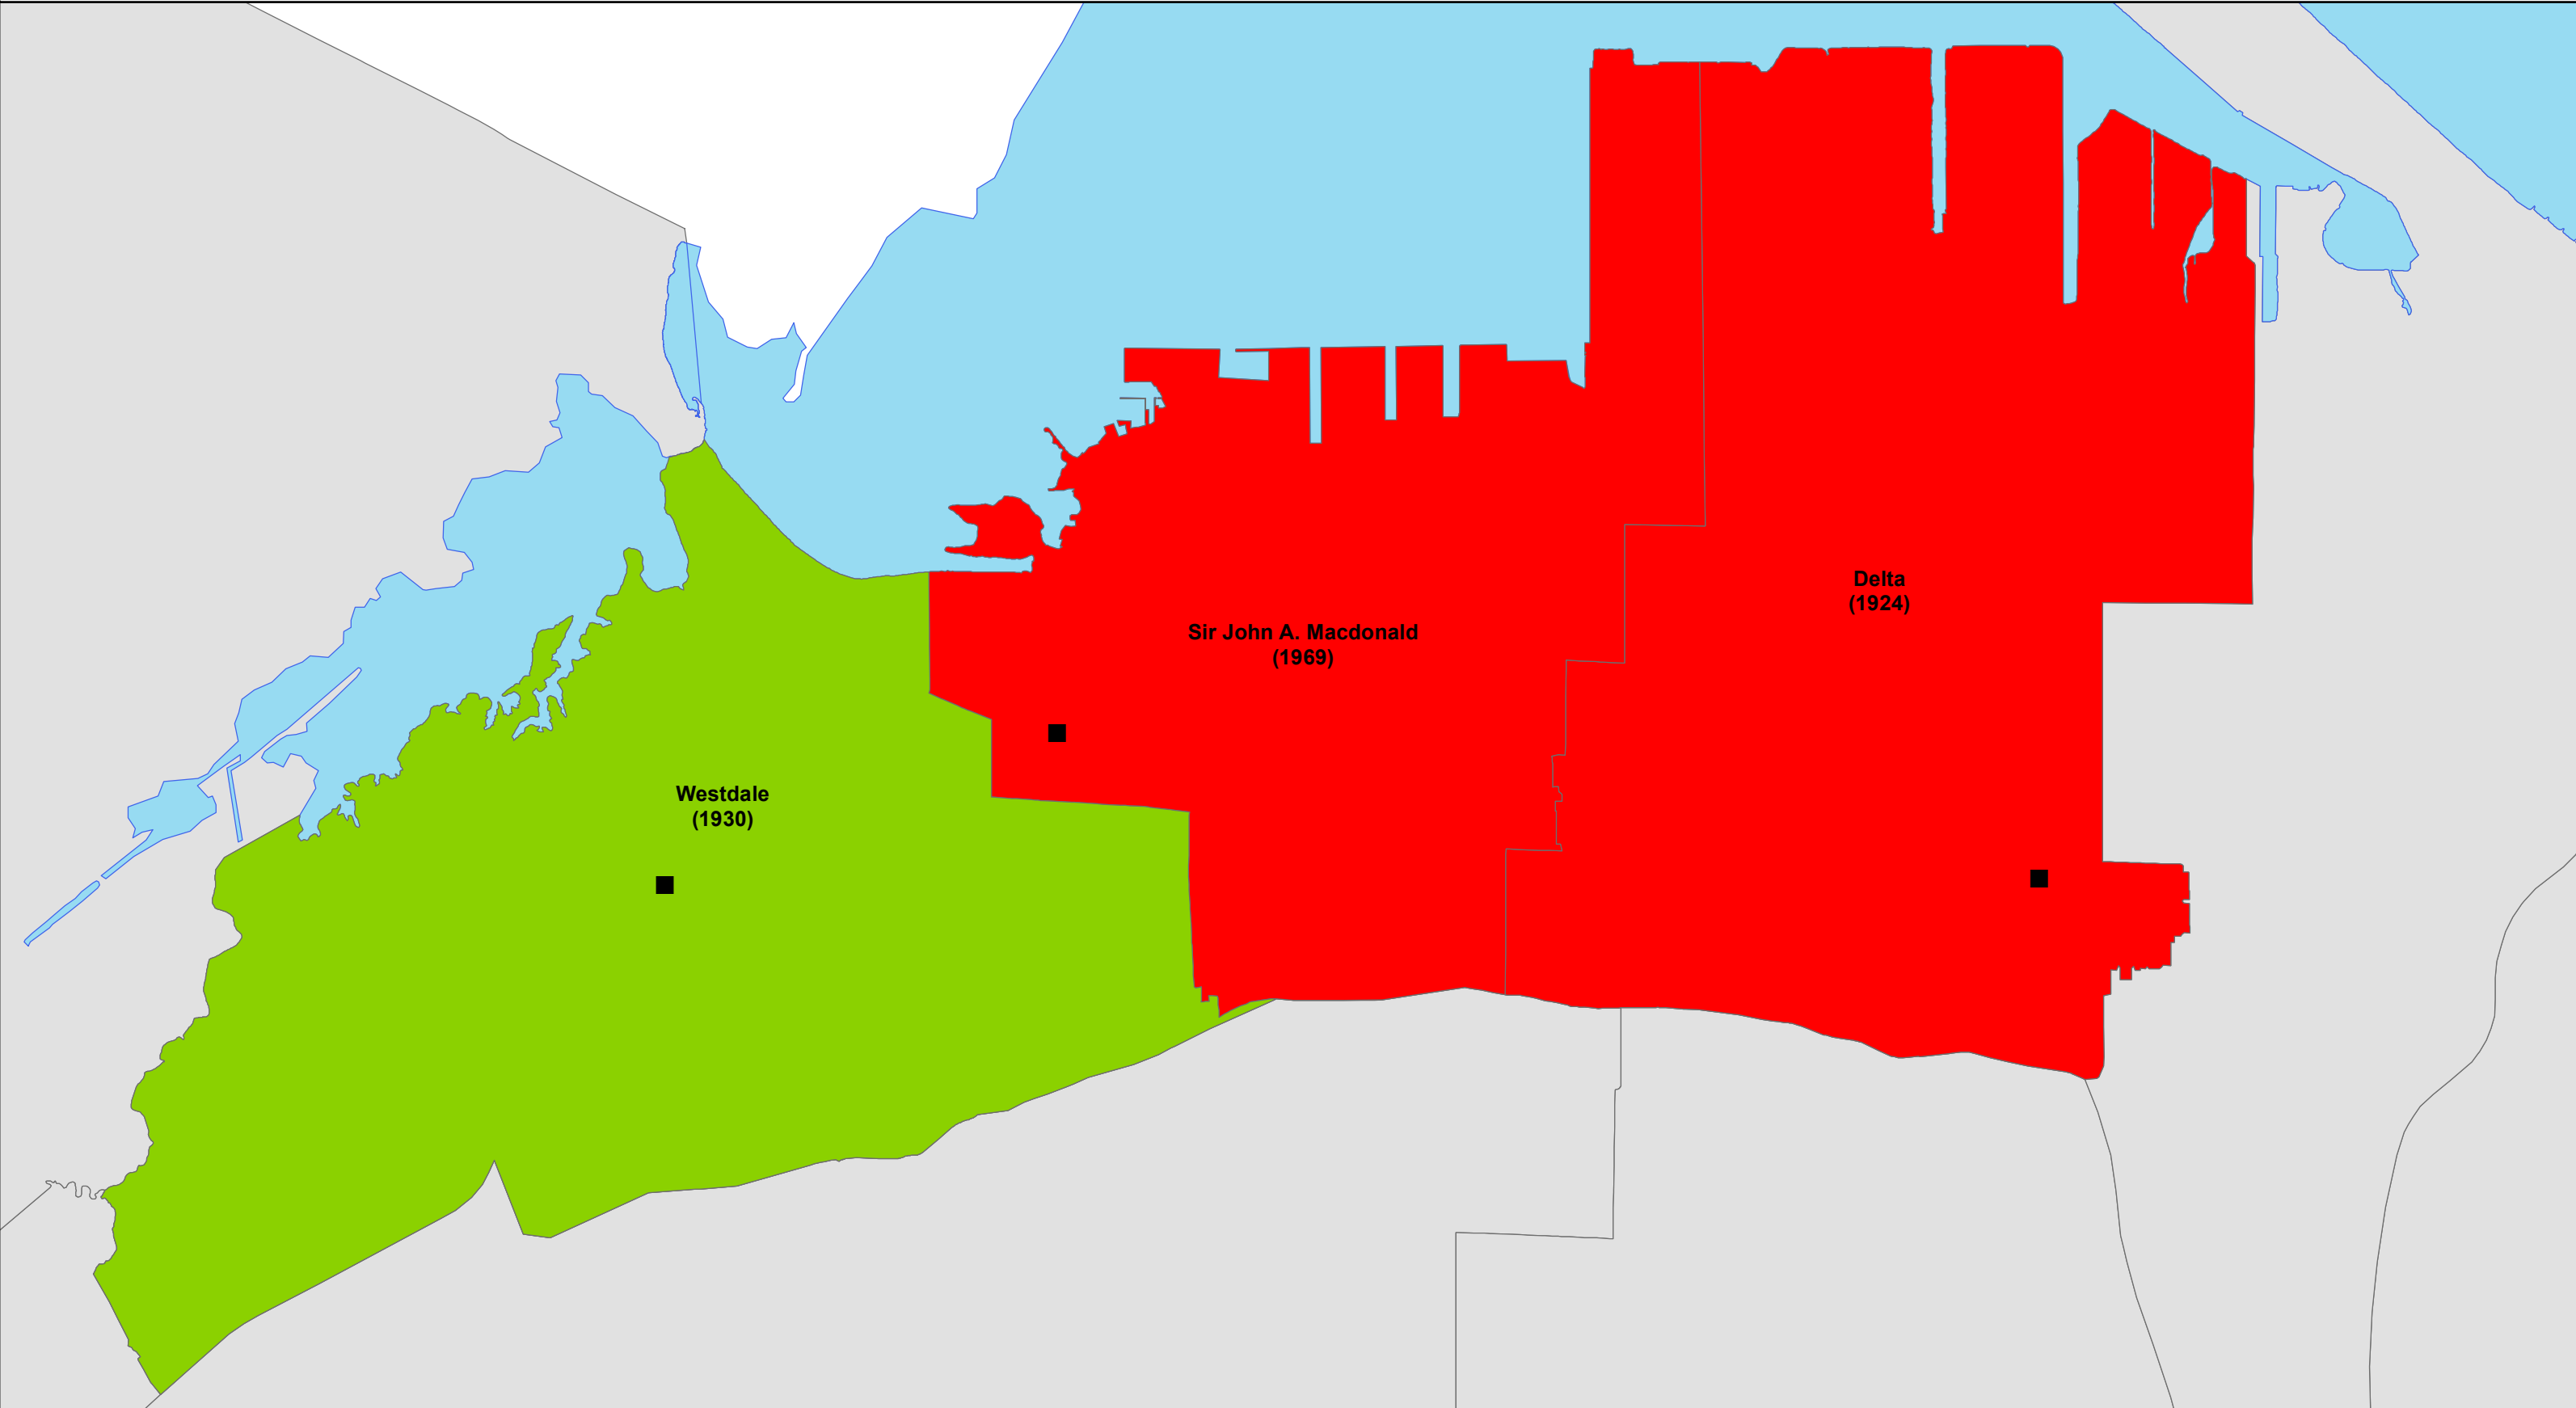 Delta
(1924)
Sir John A. Macdonald
(1969)
Westdale
(1930)